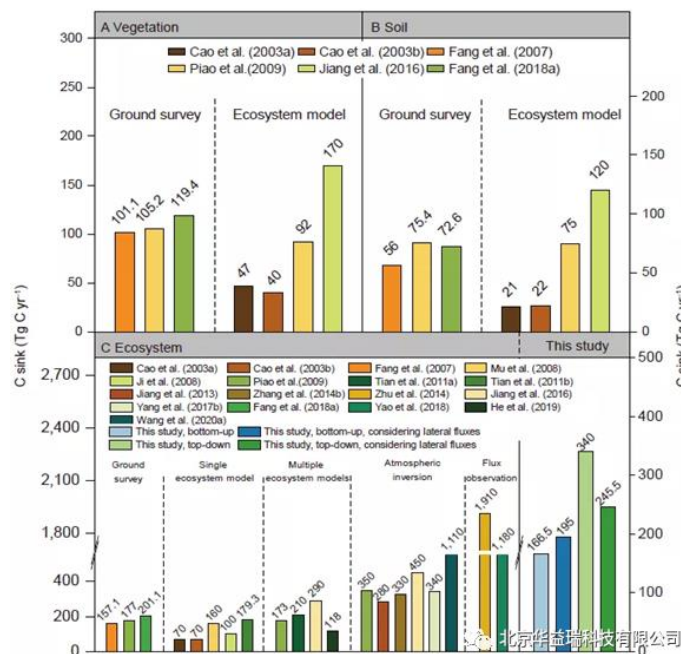 A Vegetation
B Soil
Cao et al. (2003a) Cao et al. (2003b) Fang et al. (2007)
Piao et al.(2009) Jiang et al. (2016) Fang et al. (2018a)
Ground survey
Ecosystem model
Ground survey
Ecosystem model
300
250
200
150
100
50
0
C sink (Tg C yr⁻¹)
101.1
105.2
119.4
47
40
92
170
56
75.4
72.6
21
22
75
120
200
150
100
50
0
C sink (Tg C yr⁻¹)
C Ecosystem
This study
Cao et al. (2003a) Cao et al. (2003b) Fang et al. (2007) Mu et al. (2008)
Ji et al. (2008) Piao et al. (2009) Tian et al. (2011a) Tian et al. (2011b)
Jiang et al. (2013) Zhang et al. (2014b) Zhu et al. (2014) Jiang et al. (2016)
Yang et al. (2017b) Fang et al. (2018a) Yao et al. (2018) He et al. (2019)
Wang et al. (2020a)
This study, bottom-up This study, bottom-up, considering lateral fluxes
This study, top-down This study, top-down, considering lateral fluxes
Ground
survey
Single
ecosystem model
Multiple
ecosystem models
Atmospheric
inversion
Flux
observation
2,700
2,400
2,100
1,800
400
200
0
C sink (Tg C yr⁻¹)
157.1
177
201.1
70
70
160
100
179.3
173
210
290
118
350
280
330
450
340
1,110
1,910
1,180
166.5
195
340
245.5
500
400
300
200
100
0
C sink (Tg C yr⁻¹)
北京华益瑞科技有限公司